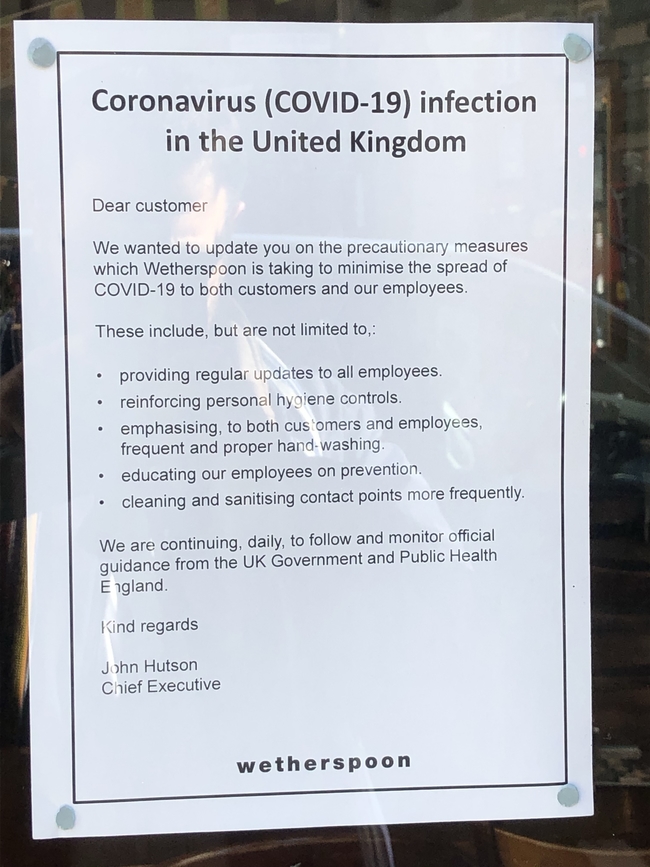 Coronavirus (COVID-19) infection
in the United Kingdom
Dear customer
We wanted to update you on the precautionary measures
which Wetherspoon is taking to minimise the spread of
COVID-19 to both customers and our employees.
These include, but are not limited to,:
• providing regular updates to all employees.
• reinforcing personal hygiene controls.
• emphasising, to both customers and employees,
frequent and proper hand-washing.
• educating our employees on prevention.
• cleaning and sanitising contact points more frequently.
We are continuing, daily, to follow and monitor official
guidance from the UK Government and Public Health
England.
Kind regards
John Hutson
Chief Executive
wetherspoon